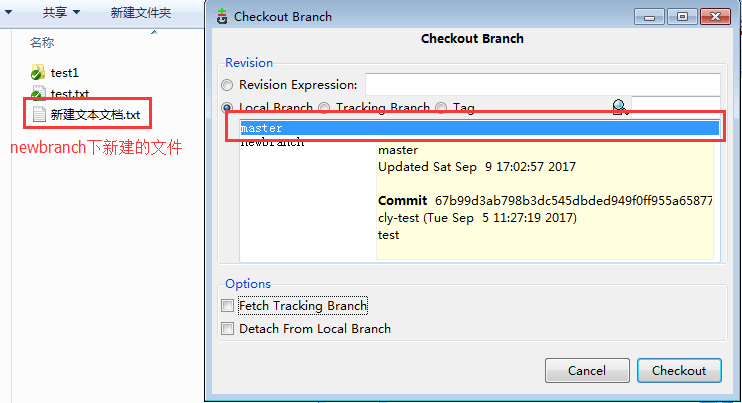 共享
新建文件夹
名称
test1
test.txt
新建文本文档.txt
newbranch下新建的文件
Checkout Branch
Checkout Branch
Revision
Revision Expression:
Local Branch Tracking Branch Tag
master
newbranch
master
Updated Sat Sep 9 17:02:57 2017
Commit 67b99d3ab798b3dc545dbded949f0ff955a65877
cly-test (Tue Sep 5 11:27:19 2017)
test
Options
Fetch Tracking Branch
Detach From Local Branch
Cancel Checkout